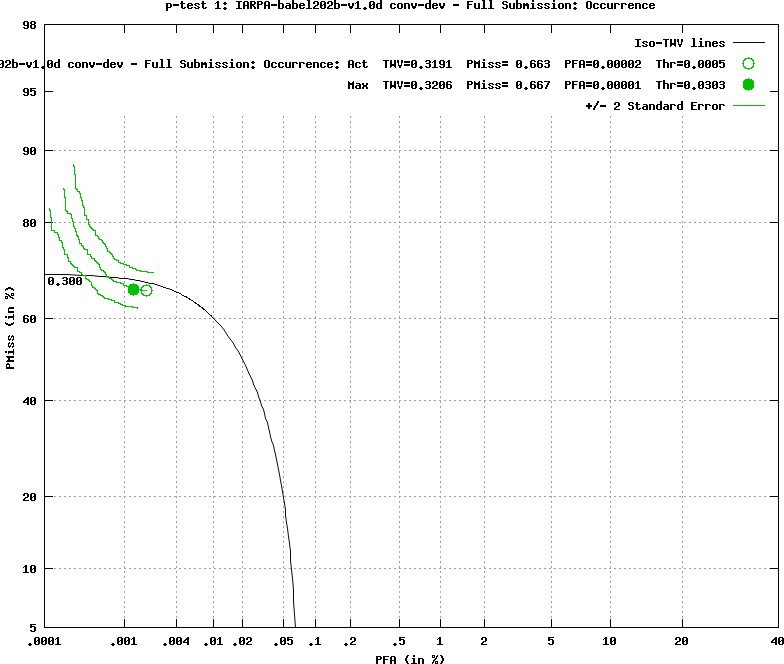 p-test 1: IARPA-babel202b-v1.0d conv-dev - Full Submission: Occurrence
98
Iso-TWV lines
02b-v1.0d conv-dev - Full Submission: Occurrence: Act TWV=0.3191 PMiss= 0.663 PFA=0.00002 Thr=0.0005
Max TWV=0.3206 PMiss= 0.667 PFA=0.00001 Thr=0.0303
95
+/- 2 Standard Error
90
80
0.300
60
PMiss (in %)
40
20
10
5
.0001 .001 .004 .01 .02 .05 .1 .2 .5 1 2 5 10 20 40
PFA (in %)